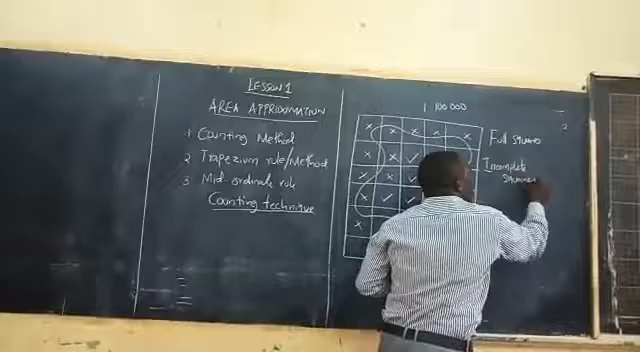 LESSON 1
AREA APPROXIMATION
1 Counting Method
2 Trapezium rule/Method
3 Mid-ordinate rule
Counting technique
1 100 000
Full squares
Incomplete
squares